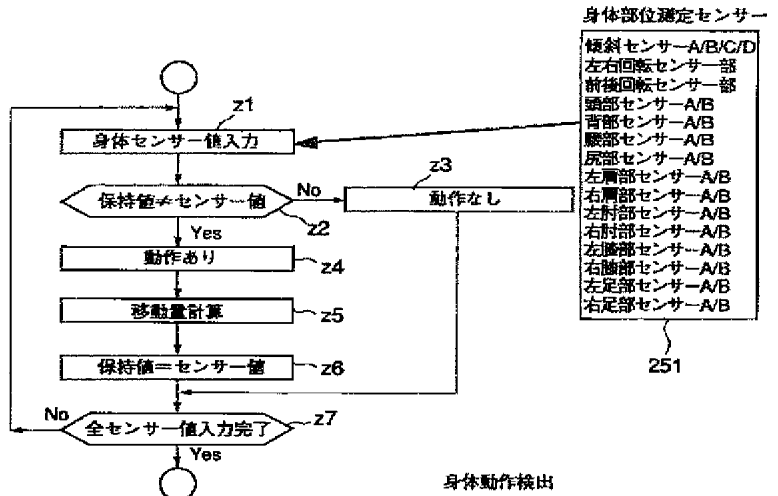 身体部位測定センサー
傾斜センサーA/B/C/D
左右回転センサー部
前後回転センサー部
頭部センサーA/B
背部センサーA/B
腰部センサーA/B
尻部センサーA/B
左肩部センサーA/B
右肩部センサーA/B
左肘部センサーA/B
右肘部センサーA/B
左膝部センサーA/B
右膝部センサーA/B
左足部センサーA/B
右足部センサーA/B
251
z1
身体センサー値入力
z3
保持値≠センサー値
No
動作なし
z2
Yes
動作あり
z4
移動量計算
z5
保持値=センサー値
z6
No
全センサー値入力完了
z7
Yes
身体動作検出